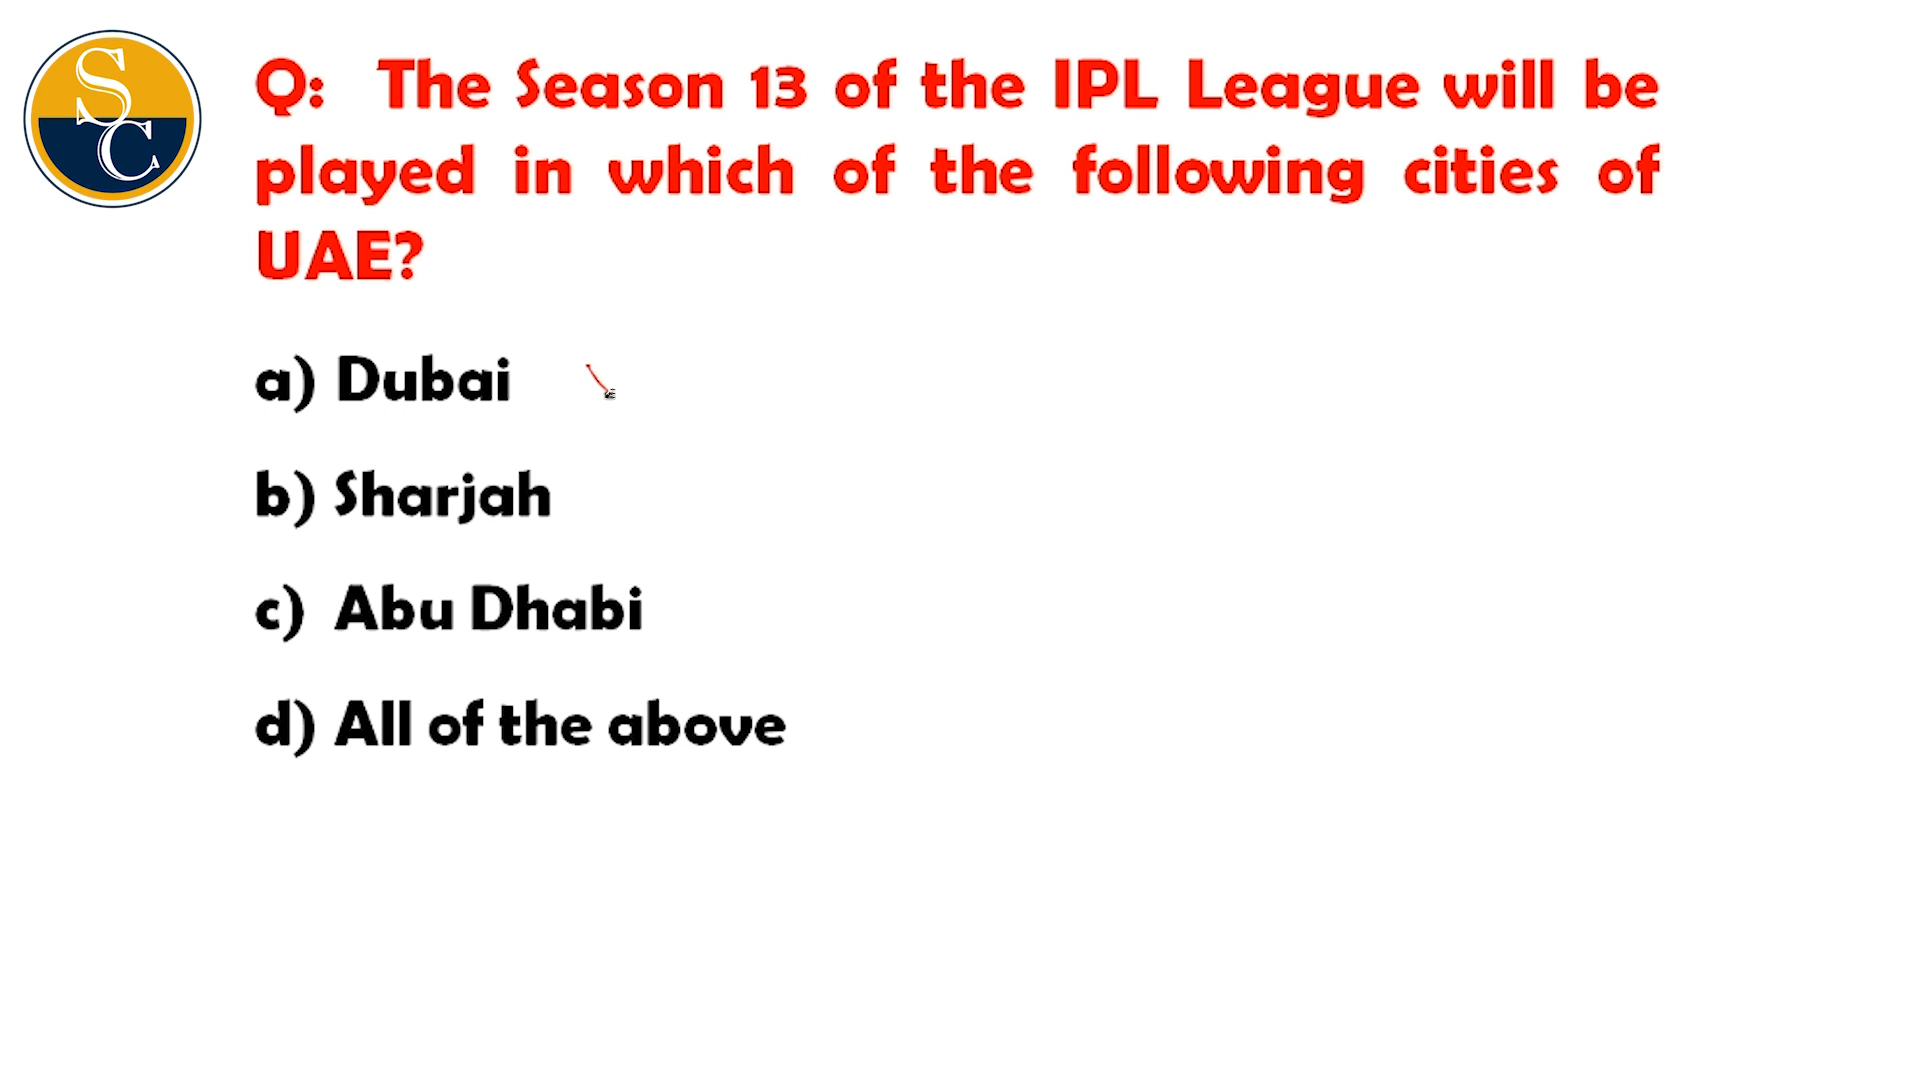 SC
Q: The Season 13 of the IPL League will be
played in which of the following cities of
UAE?
a) Dubai
b) Sharjah
c) Abu Dhabi
d) All of the above